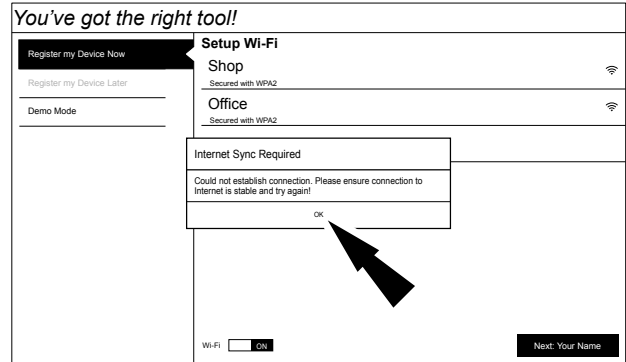 You've got the right tool!
Register my Device Now
Register my Device Later
Demo Mode
Setup Wi-Fi
Shop
Secured with WPA2
Office
Secured with WPA2
Internet Sync Required
Could not establish connection. Please ensure connection to
Internet is stable and try again!
OK
Wi-Fi
ON
Next: Your Name